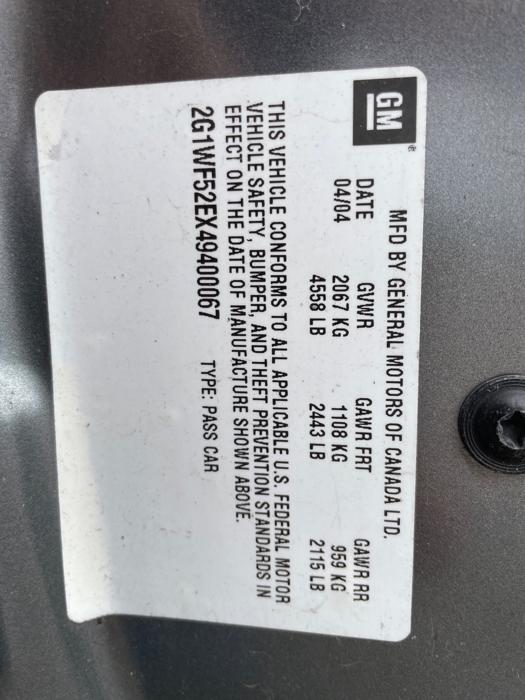 GM®
MFD BY GENERAL MOTORS OF CANADA LTD.
DATE GVWR GAWR FRT GAWR RR
04/04 2067 KG 1108 KG 959 KG
4558 LB 2443 LB 2115 LB
THIS VEHICLE CONFORMS TO ALL APPLICABLE U.S. FEDERAL MOTOR
VEHICLE SAFETY, BUMPER, AND THEFT PREVENTION STANDARDS IN
EFFECT ON THE DATE OF MANUFACTURE SHOWN ABOVE.
2G1WF52EX49400067 TYPE: PASS CAR